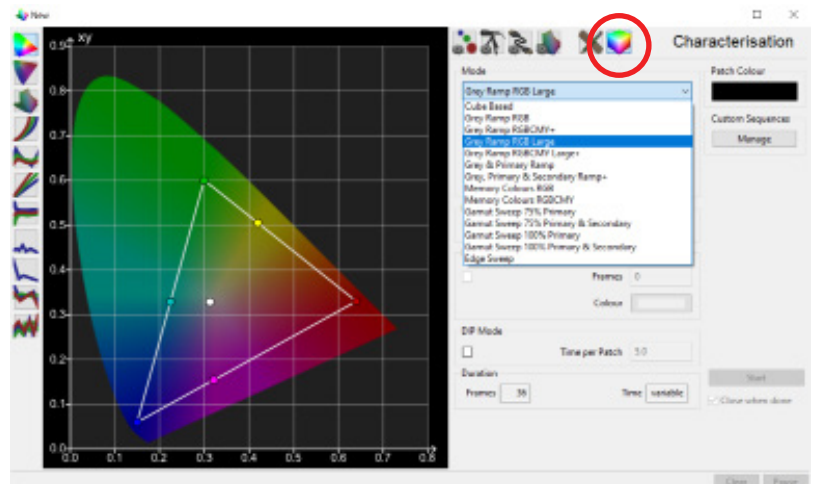 New
xy
0.9
0.8
0.7
0.6
0.5
0.4
0.3
0.2
0.1
0.0
0.0 0.1 0.2 0.3 0.4 0.5 0.6 0.7 0.8
Characterisation
Mode
Grey Ramp RGB Large
Cube Based
Grey Ramp RGB
Grey Ramp RGBCMY+
Grey Ramp RGB Large
Grey Ramp RGBCMY Large+
Grey & Primary Ramp
Grey, Primary & Secondary Ramp+
Memory Colours RGB
Memory Colours RGBCMY
Gamut Sweep 75% Primary
Gamut Sweep 75% Primary & Secondary
Gamut Sweep 100% Primary
Gamut Sweep 100% Primary & Secondary
Edge Sweep
Frames 0
Colour
DIP Mode
Time per Patch 5.0
Duration
Frames 36 Time variable
Patch Colour
Custom Sequences
Manage
Start
Close when done
Clear Pause